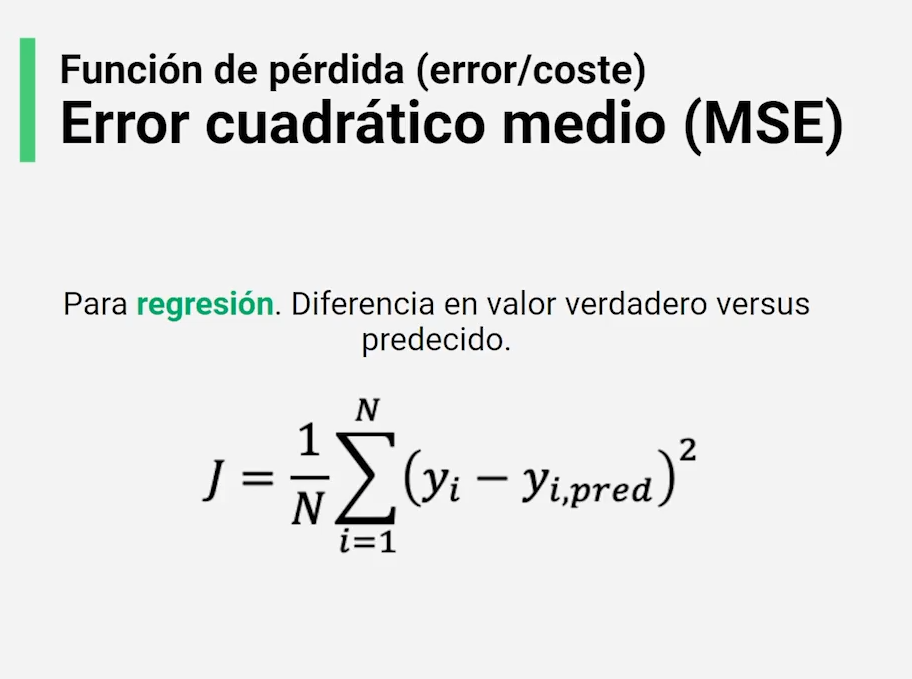 Función de pérdida (error/coste)
Error cuadrático medio (MSE)
Para regresión. Diferencia en valor verdadero versus
predecido.
J = \frac{1}{N} \sum_{i=1}^{N} (y_i - y_{i,pred})^2